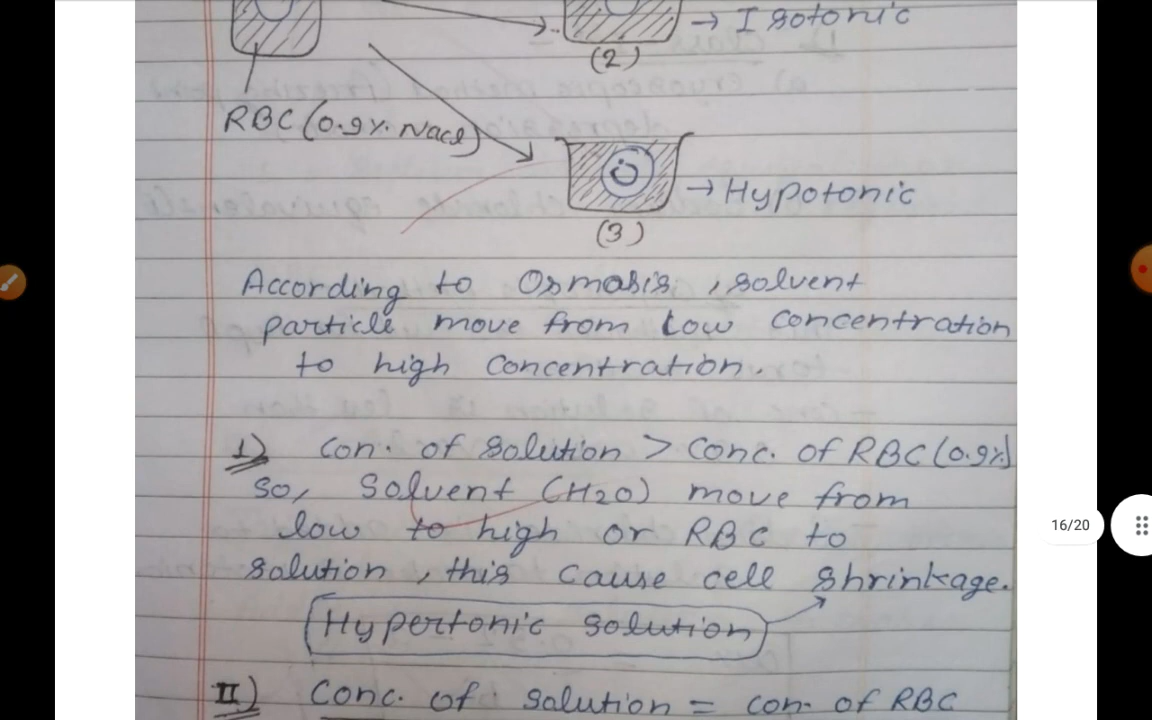 → Isotonic
(2)
RBC (0.9%. Nacl)
→ Hypotonic
(3)
According to Osmosis, solvent
particle move from Low concentration
to high Concentration.
I) con. of solution > Conc. of RBC (0.9%)
so, Solvent (H2O) move from
low to high or RBC to
solution, this cause cell shrinkage.
Hypertonic solution
II) Conc. of solution = con. of RBC
16/20